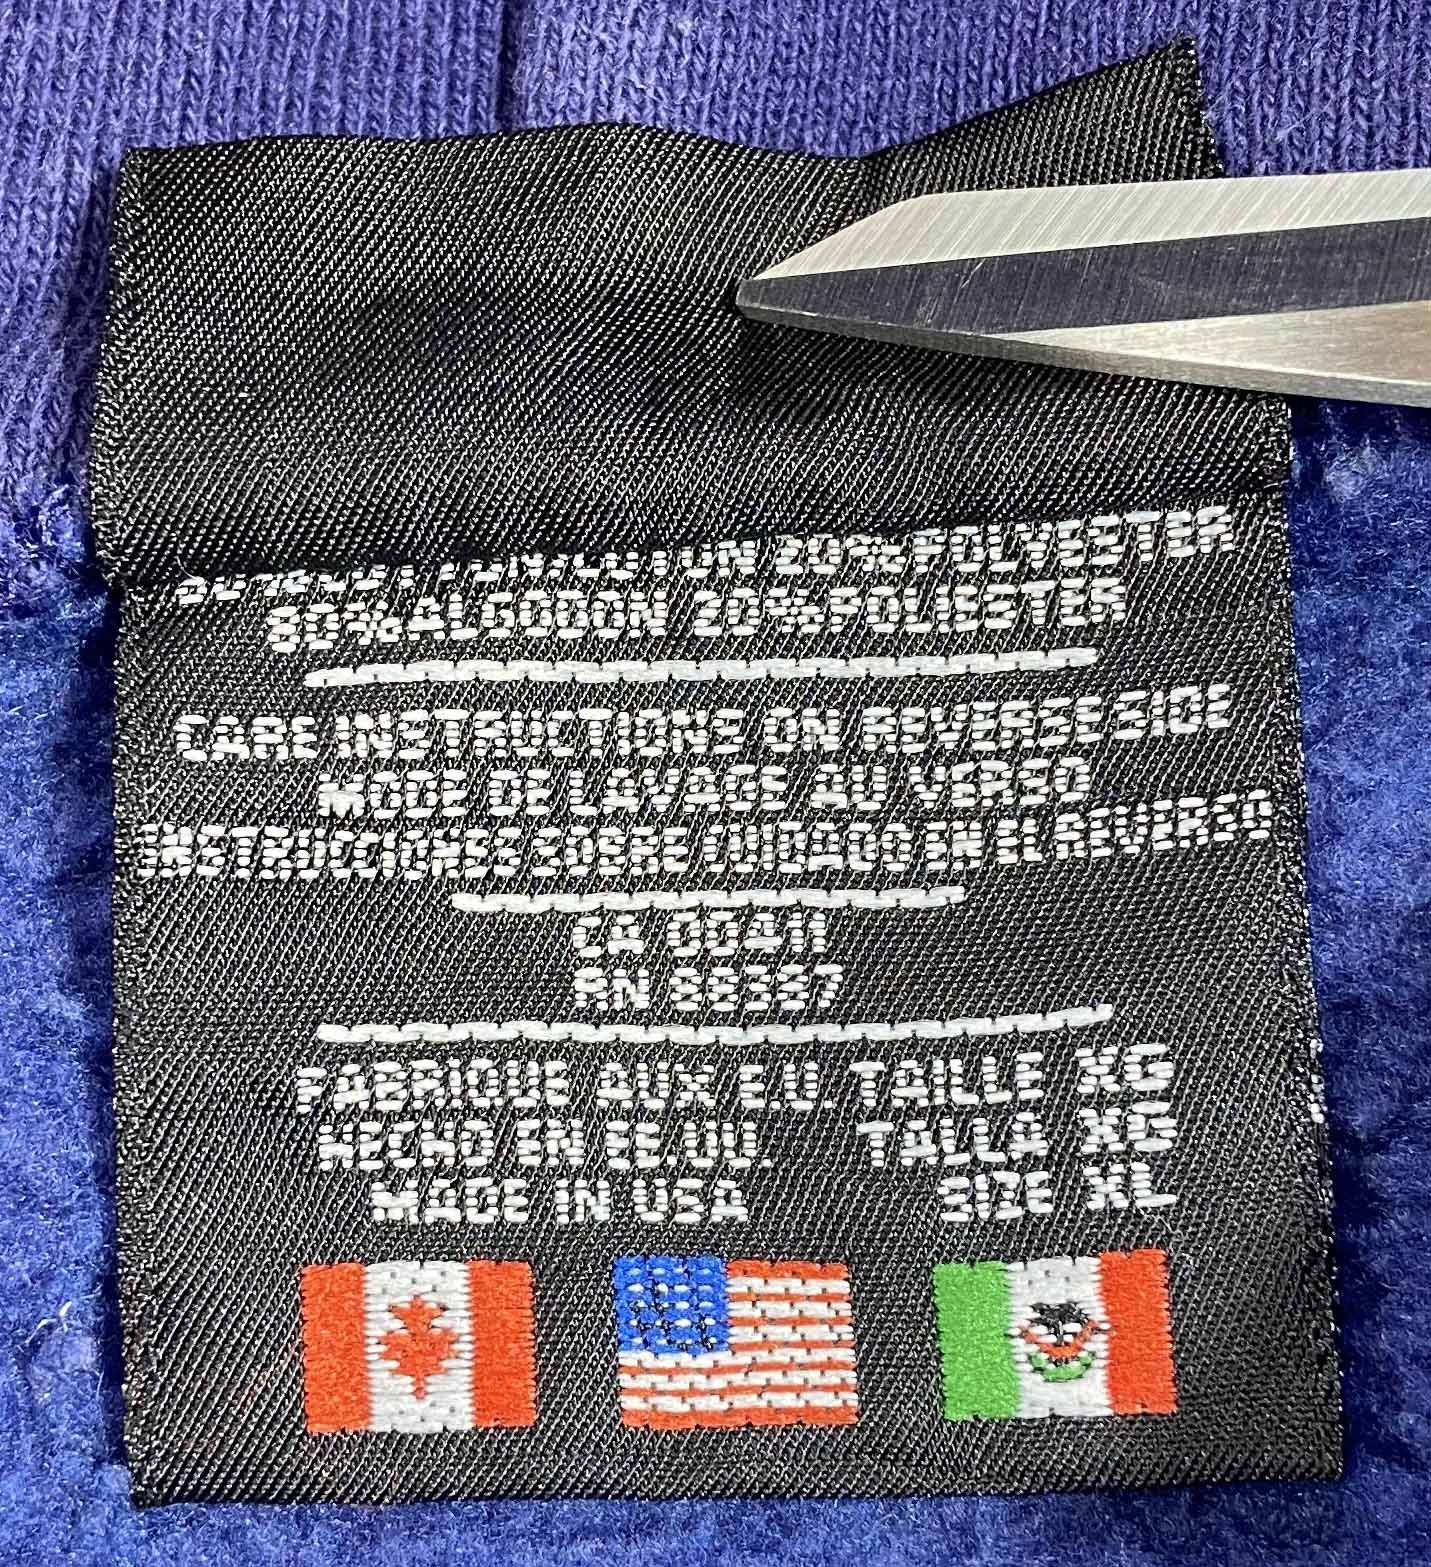 20% POLYESTER
80% ALGODON 20% POLIESTER
CARE INSTRUCTIONS ON REVERSE SIDE
MODE DE LAVAGE AU VERSO
INSTRUCCIONES SOBRE CUIDADO EN EL REVERSO
CA 00411
RN
FABRIQUE AUX E.U. TAILLE XG
HECHO EN EE.UU. TALLA XG
MADE IN USA SIZE XL